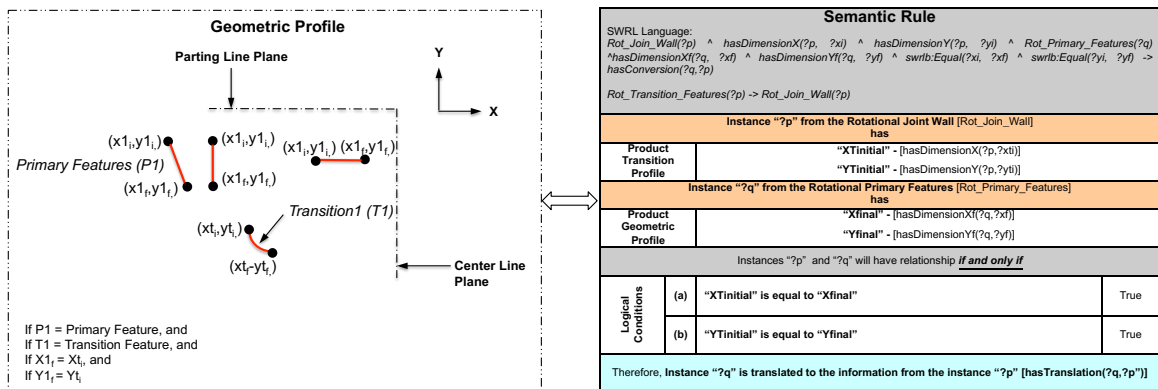 Geometric Profile
Parting Line Plane
Y
X
(x1i,y1i,)
(x1i,y1i,)
Primary Features (P1)
(x1i,y1i,) (x1f,y1f,)
(x1f,y1f,)
(x1f,y1f,)
Transition1 (T1)
(xti,yti,)
(xtf-ytf,)
Center Line
Plane
If P1 = Primary Feature, and
If T1 = Transition Feature, and
If X1f = Xti, and
If Y1f = Yti
Semantic Rule
SWRL Language:
Rot_Join_Wall(?p) ^ hasDimensionX(?p, ?xi) ^ hasDimensionY(?p, ?yi) ^ Rot_Primary_Features(?q)
^hasDimensionXf(?q, ?xf) ^ hasDimensionYf(?q, ?yf) ^ swrlb:Equal(?xi, ?xf) ^ swrlb:Equal(?yi, ?yf) ->
hasConversion(?q,?p)
Rot_Transition_Features(?p) -> Rot_Join_Wall(?p)
Instance "?p" from the Rotational Joint Wall [Rot_Join_Wall]
has
Product
Transition
Profile
"XTinitial" - [hasDimensionX(?p,?xti)]
"YTinitial" - [hasDimensionY(?p,?yti)]
Instance "?q" from the Rotational Primary Features [Rot_Primary_Features]
has
Product
Geometric
Profile
"Xfinal" - [hasDimensionXf(?q,?xf)]
"Yfinal" - [hasDimensionYf(?q,?yf)]
Instances "?p" and "?q" will have relationship if and only if
Logical
Conditions
(a) "XTinitial" is equal to "Xfinal" True
(b) "YTinitial" is equal to "Yfinal" True
Therefore, Instance "?q" is translated to the information from the instance "?p" [hasTranslation(?q,?p")]